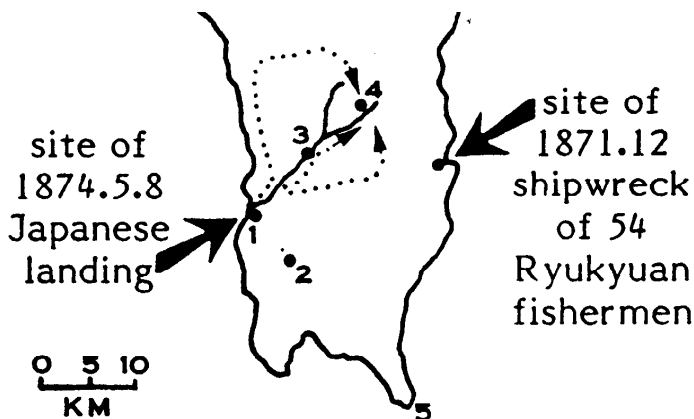 site of
1874.5.8
Japanese
landing
site of
1871.12
shipwreck
of 54
Ryukyuan
fishermen
4
3
1
2
5
0 5 10
KM